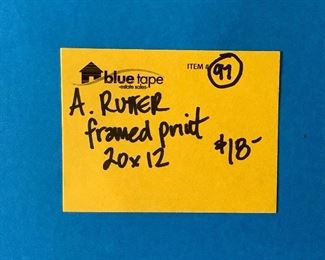 blue tape
estate sales
ITEM # 97
A. RUTTER
framed print
20x12
$18-